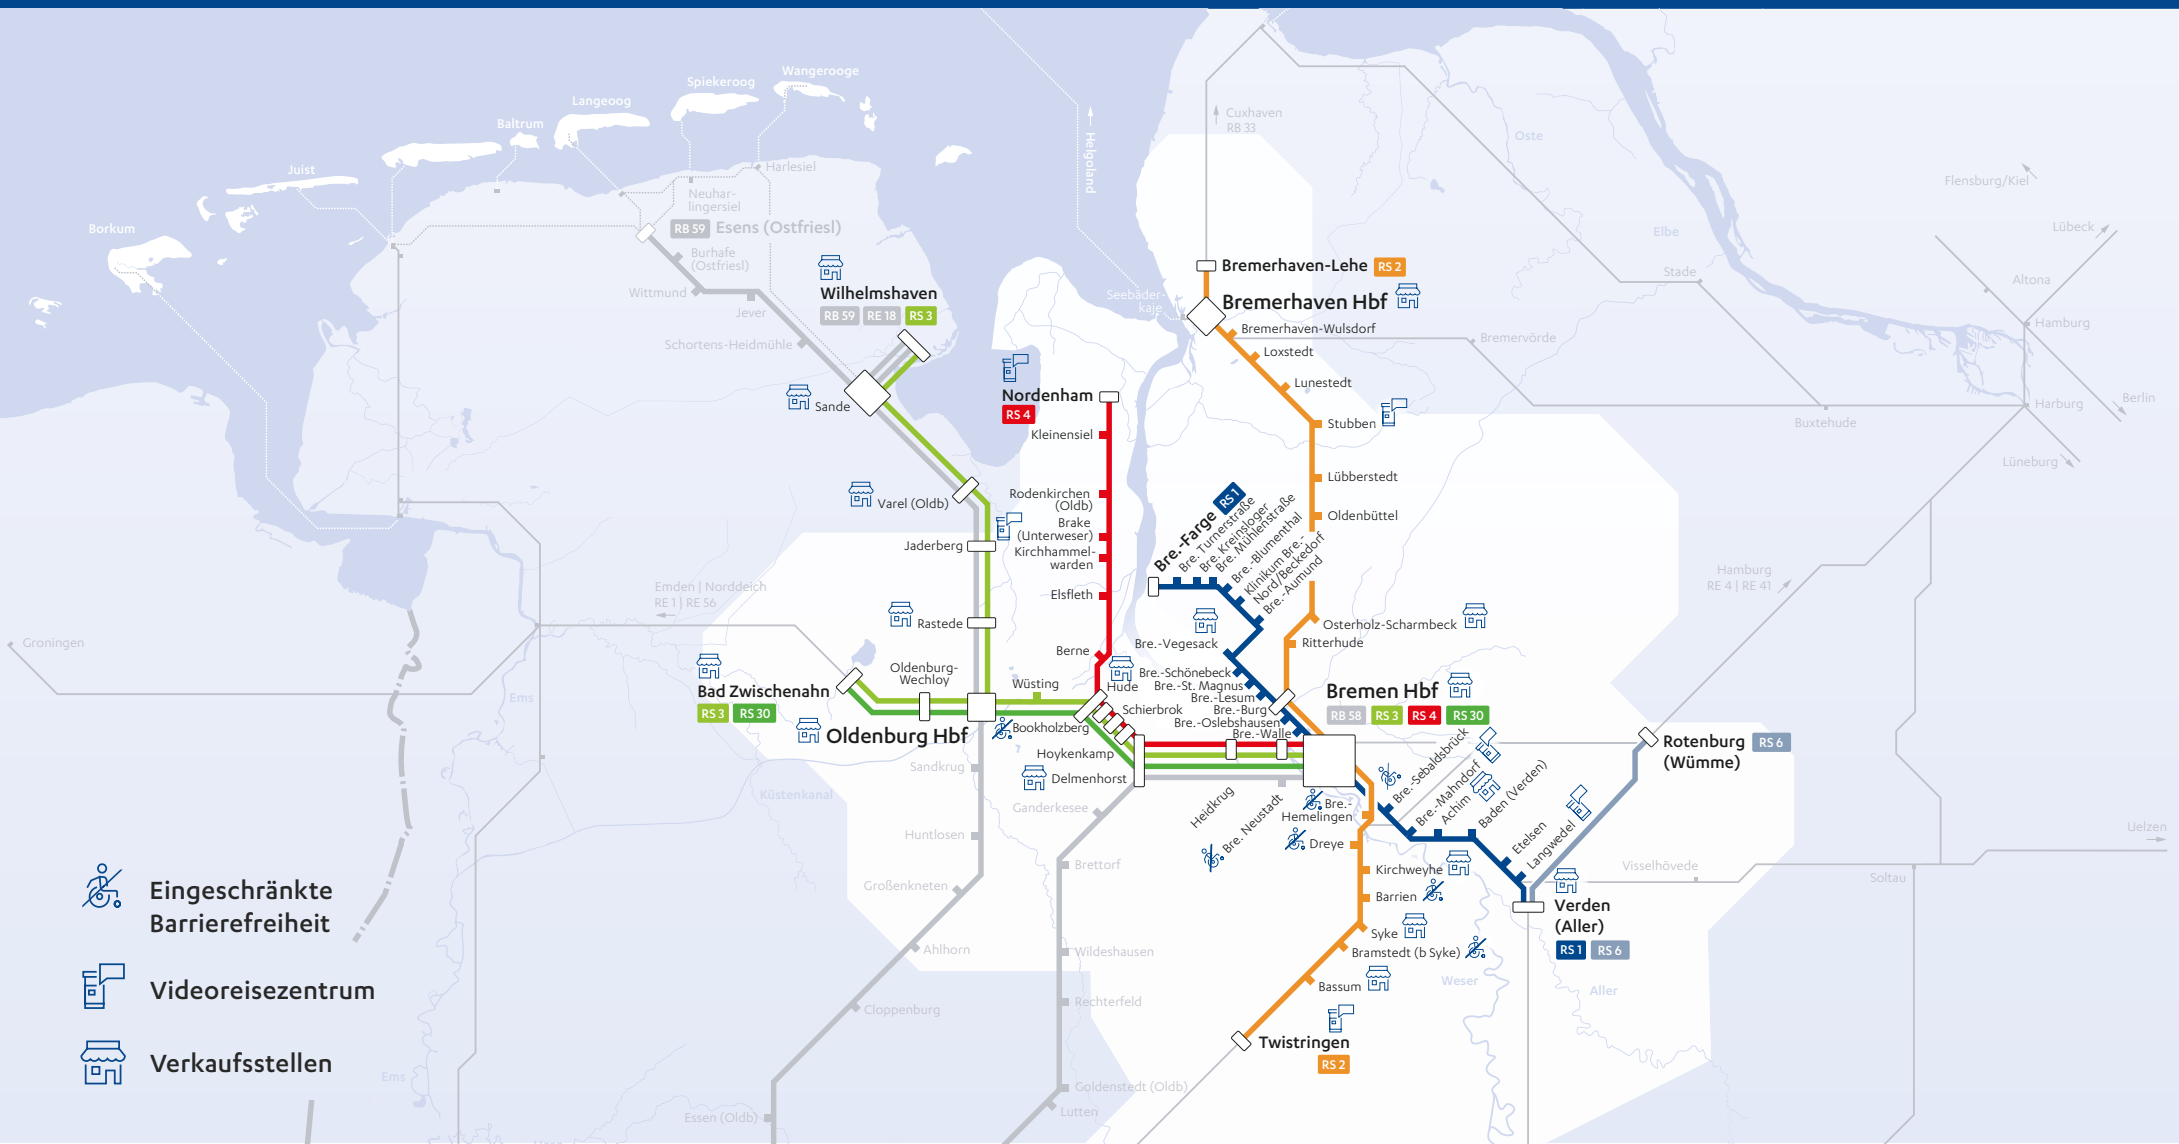 Wangerooge
Spiekeroog
Langeoog
Baltrum
Juist
Borkum
Harlesiel
Neuhar-
lingersiel
RB 59 Esens (Ostfriesl)
Burhafe
(Ostfriesl)
Wittmund
Jever
Schortens-Heidmühle
Wilhelmshaven
RB 59 RE 18 RS 3
Sande
Varel (Oldb)
Jaderberg
Rastede
Emden | Norddeich
RE 1 | RE 56
Groningen
Ems
Oldenburg-
Wechloy
Bad Zwischenahn
RS 3 RS 30
Oldenburg Hbf
Wüsting
Sandkrug
Küstenkanal
Huntlosen
Großenkneten
Ahlhorn
Cloppenburg
Essen (Oldb)
Ems
Helgoland
Seebäder-
kaje
Cuxhaven
RB 33
Nordenham
RS 4
Kleinensiel
Rodenkirchen
(Oldb)
Brake
(Unterweser)
Kirchhammel-
warden
Elsfleth
Berne
Hude
Schierbrok
Bookholzberg
Hoykenkamp
Delmenhorst
Ganderkesee
Brettorf
Wildeshausen
Rechterfeld
Goldenstedt (Oldb)
Lutten
Heidkrug
Bre. Neustadt
Bremerhaven-Lehe RS 2
Bremerhaven Hbf
Bremerhaven-Wulsdorf
Loxstedt
Lunestedt
Stubben
Lübberstedt
Oldenbüttel
Osterholz-Scharmbeck
Ritterhude
Bre.-Farge RS 1
Bre. Turnerstraße
Bre. Kreinsloger
Bre. Mühlenstraße
Bre.-Blumenthal
Klinikum Bre.-
Nord/Beckedorf
Bre.-Aumund
Bre.-Vegesack
Bre.-Schönebeck
Bre.-St. Magnus
Bre.-Lesum
Bre.-Burg
Bre.-Oslebshausen
Bre.-Walle
Bremen Hbf
RB 58 RS 3 RS 4 RS 30
Bre.-Sebaldsbrück
Bre.-Mahndorf
Achim
Baden (Verden)
Etelsen
Langwedel
Rotenburg RS 6
(Wümme)
Verden
(Aller)
RS 1 RS 6
Bre.-
Hemelingen
Dreye
Kirchweyhe
Barrien
Syke
Bramstedt (b Syke)
Bassum
Twistringen
RS 2
Weser
Aller
Visselhövede
Soltau
Uelzen
Oste
Elbe
Stade
Bremervörde
Buxtehude
Flensburg/Kiel
Lübeck
Altona
Hamburg
Harburg
Berlin
Lüneburg
Hamburg
RE 4 | RE 41
Eingeschränkte
Barrierefreiheit
Videoreisezentrum
Verkaufsstellen